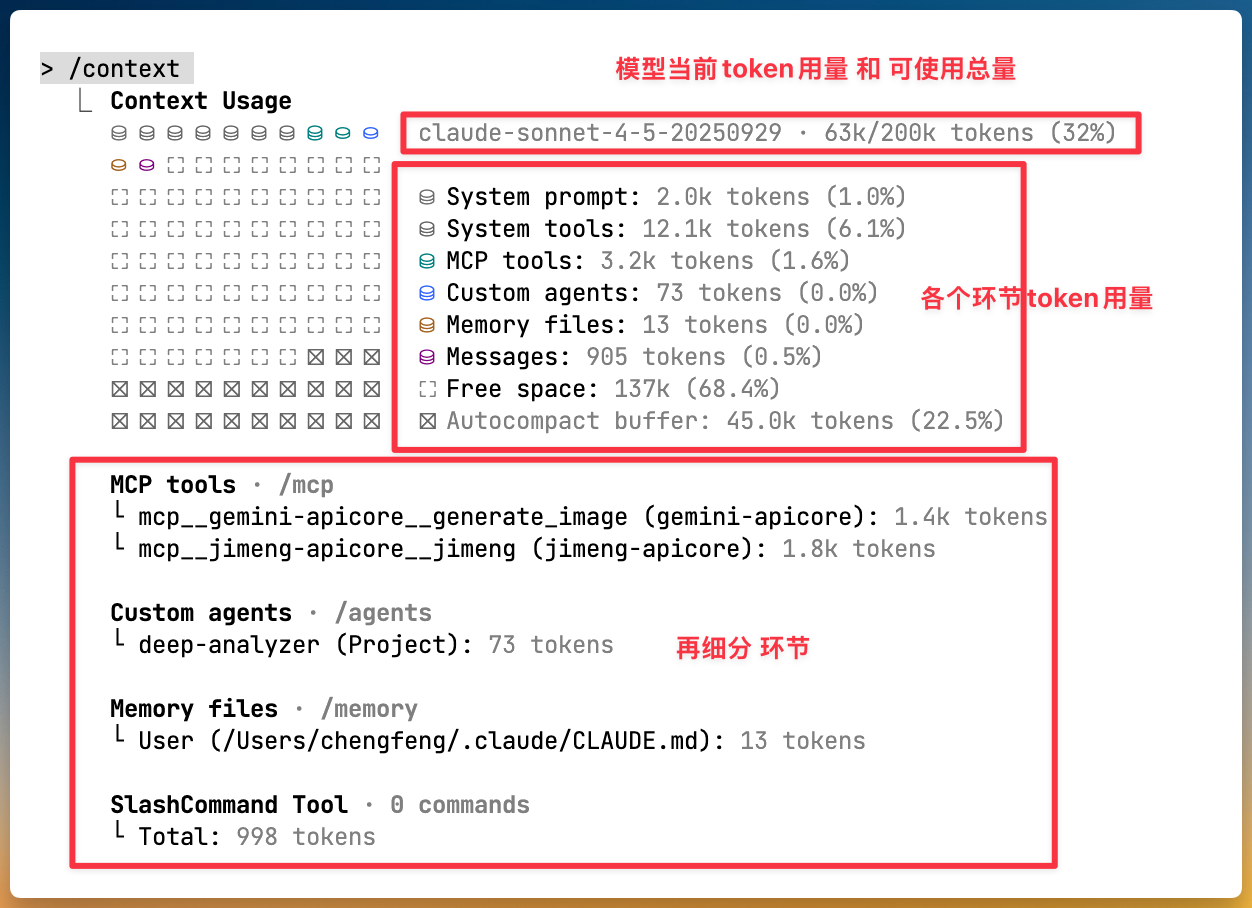 > /context
模型当前token用量 和 可使用总量
Context Usage
claude-sonnet-4-5-20250929 · 63k/200k tokens (32%)
System prompt: 2.0k tokens (1.0%)
System tools: 12.1k tokens (6.1%)
MCP tools: 3.2k tokens (1.6%)
Custom agents: 73 tokens (0.0%)
各个环节token用量
Memory files: 13 tokens (0.0%)
Messages: 905 tokens (0.5%)
Free space: 137k (68.4%)
Autocompact buffer: 45.0k tokens (22.5%)
MCP tools · /mcp
└ mcp__gemini-apicore__generate_image (gemini-apicore): 1.4k tokens
└ mcp__jimeng-apicore__jimeng (jimeng-apicore): 1.8k tokens
Custom agents · /agents
└ deep-analyzer (Project): 73 tokens
再细分 环节
Memory files · /memory
└ User (/Users/chengfeng/.claude/CLAUDE.md): 13 tokens
SlashCommand Tool · 0 commands
└ Total: 998 tokens